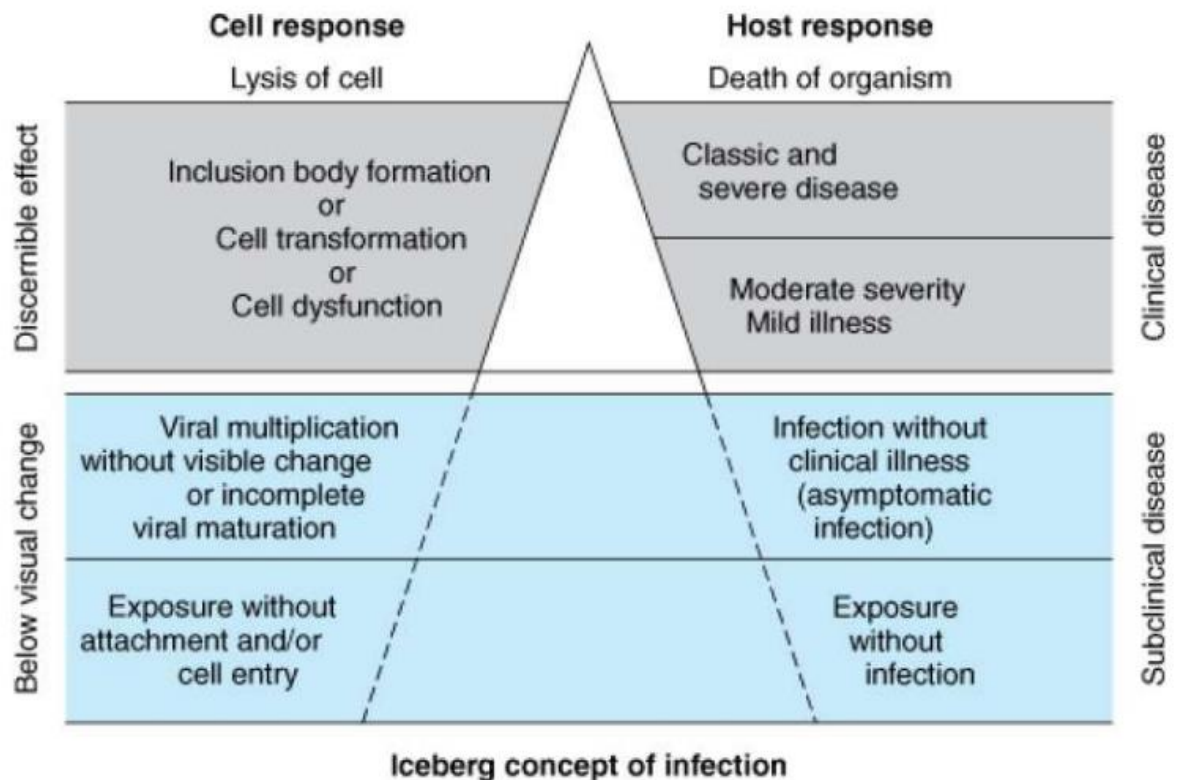 Cell response
Host response
Lysis of cell
Death of organism
Discernible effect
Inclusion body formation
or
Cell transformation
or
Cell dysfunction
Classic and
severe disease
Moderate severity
Mild illness
Clinical disease
Below visual change
Viral multiplication
without visible change
or incomplete
viral maturation
Infection without
clinical illness
(asymptomatic
infection)
Exposure without
attachment and/or
cell entry
Exposure
without
infection
Subclinical disease
Iceberg concept of infection